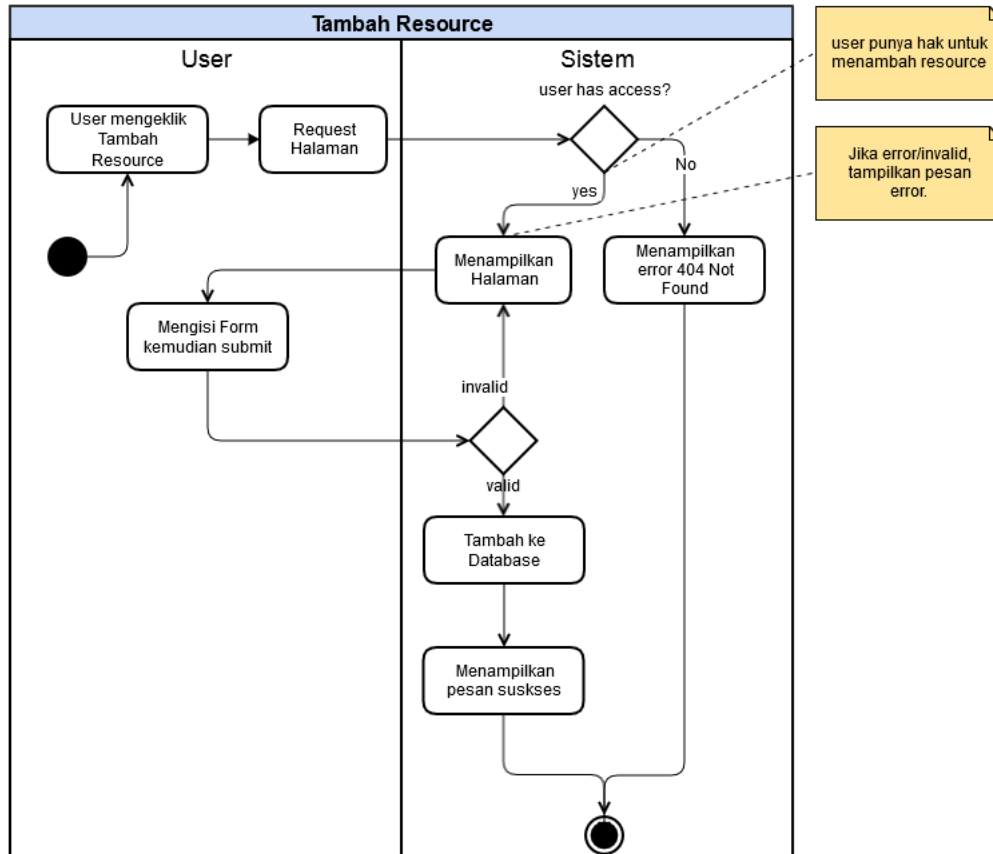 Tambah Resource
User
Sistem
user punya hak untuk
menambah resource
user has access?
User mengeklik
Tambah
Resource
Request
Halaman
No
yes
Jika error/invalid,
tampilkan pesan
error.
Menampilkan
Halaman
Menampilkan
error 404 Not
Found
Mengisi Form
kemudian submit
invalid
valid
Tambah ke
Database
Menampilkan
pesan suskses